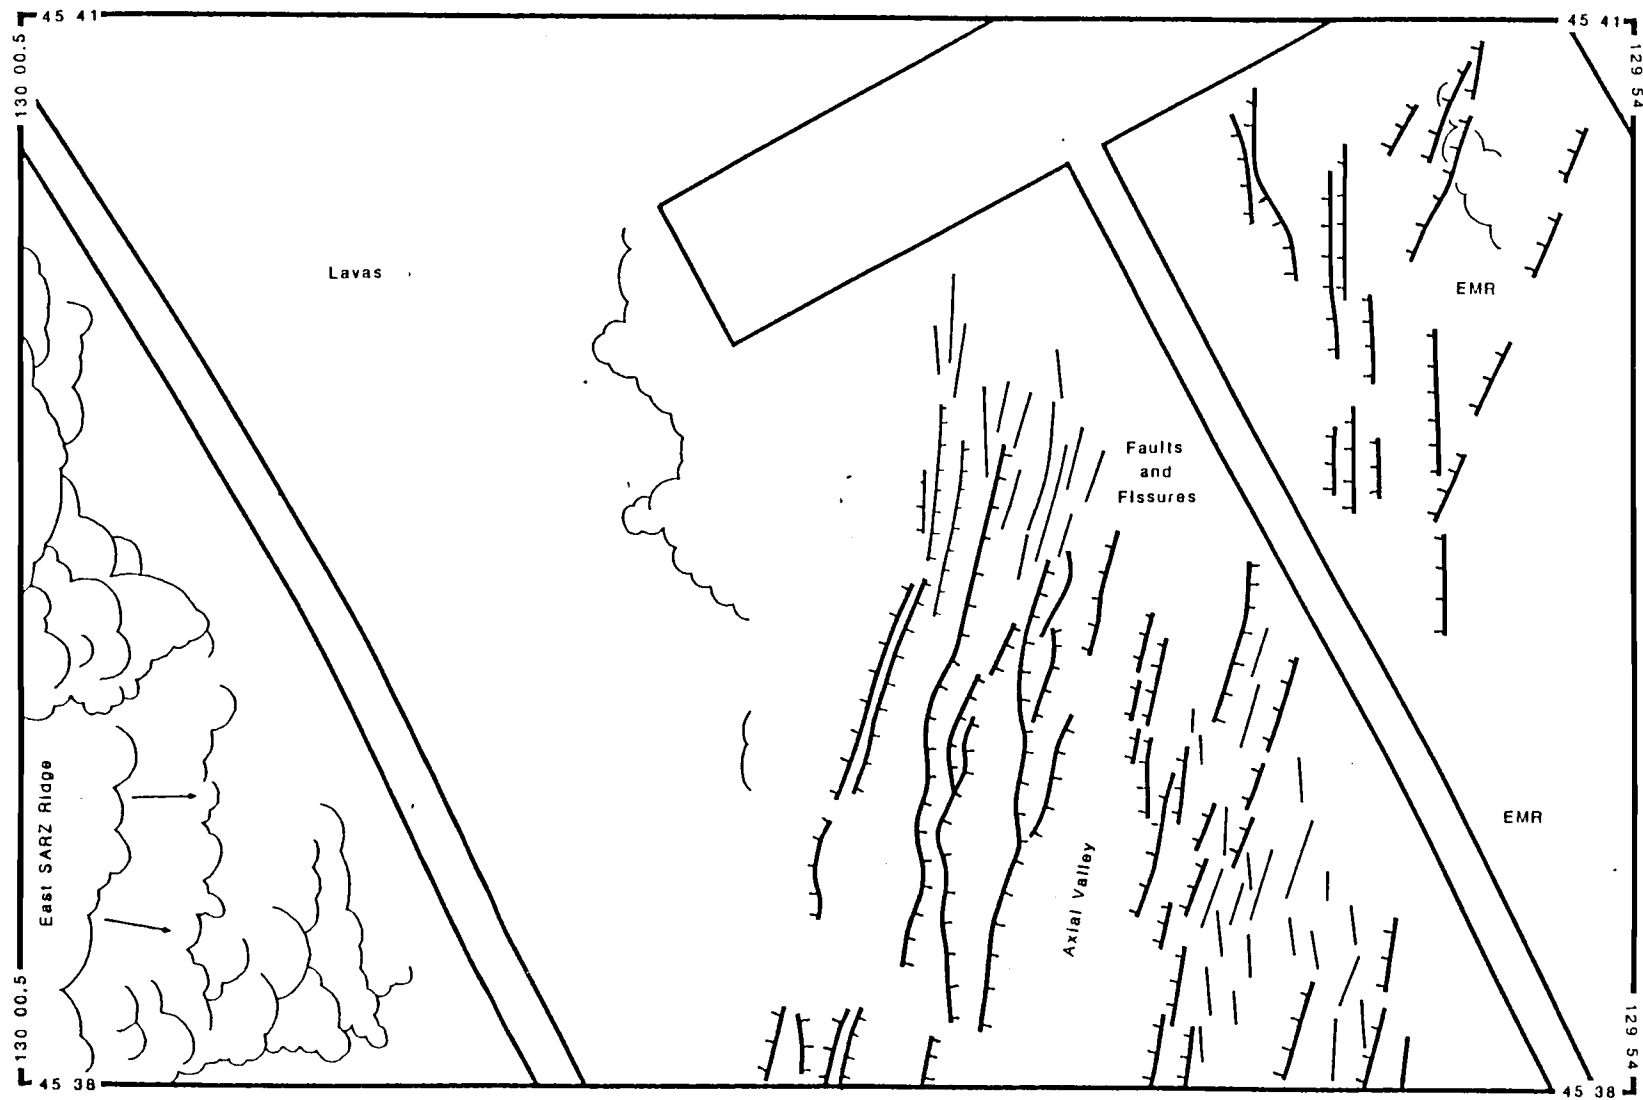 45 41
45 41
130 00.5
129 54
Lavas
EMR
Faults
and
Fissures
East SARZ Ridge
EMR
Axial Valley
130 00.5
129 54
45 38
45 38